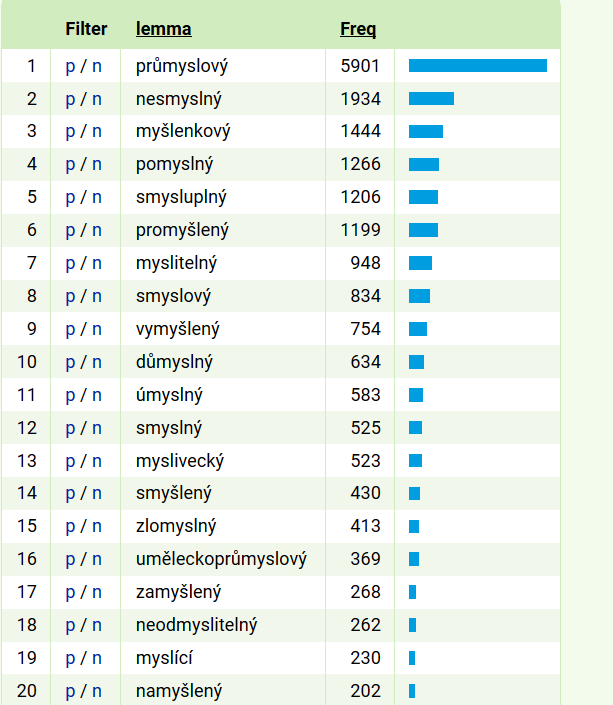 Filter lemma Freq
1 p / n průmyslový 5901
2 p / n nesmyslný 1934
3 p / n myšlenkový 1444
4 p / n pomyslný 1266
5 p / n smysluplný 1206
6 p / n promyšlený 1199
7 p / n myslitelný 948
8 p / n smyslový 834
9 p / n vymyšlený 754
10 p / n důmyslný 634
11 p / n úmyslný 583
12 p / n smyslný 525
13 p / n myslivecký 523
14 p / n smyšlený 430
15 p / n zlomyslný 413
16 p / n uměleckoprůmyslový 369
17 p / n zamyšlený 268
18 p / n neodmyslitelný 262
19 p / n myslící 230
20 p / n namyšlený 202